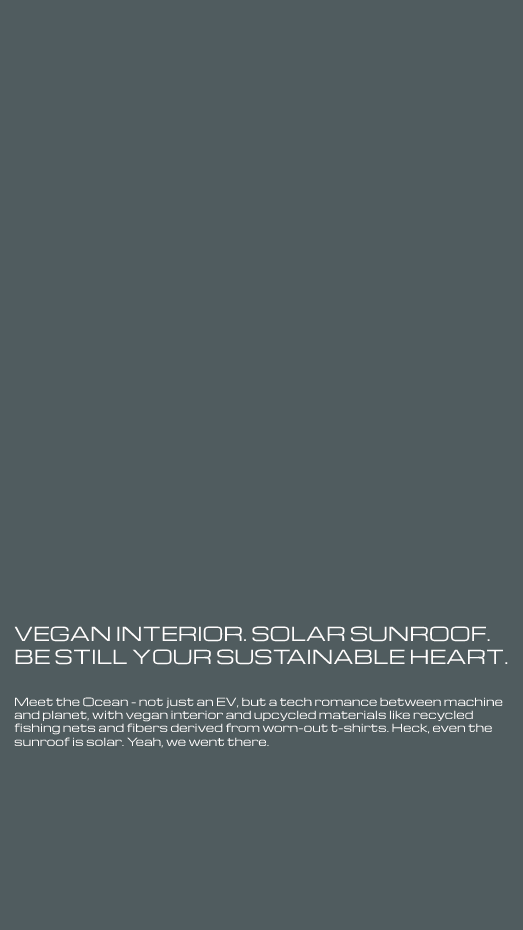 VEGAN INTERIOR. SOLAR SUNROOF.
BE STILL YOUR SUSTAINABLE HEART.
Meet the Ocean - not just an EV, but a tech romance between machine
and planet, with vegan interior and upcycled materials like recycled
fishing nets and fibers derived from worn-out t-shirts. Heck, even the
sunroof is solar. Yeah, we went there.